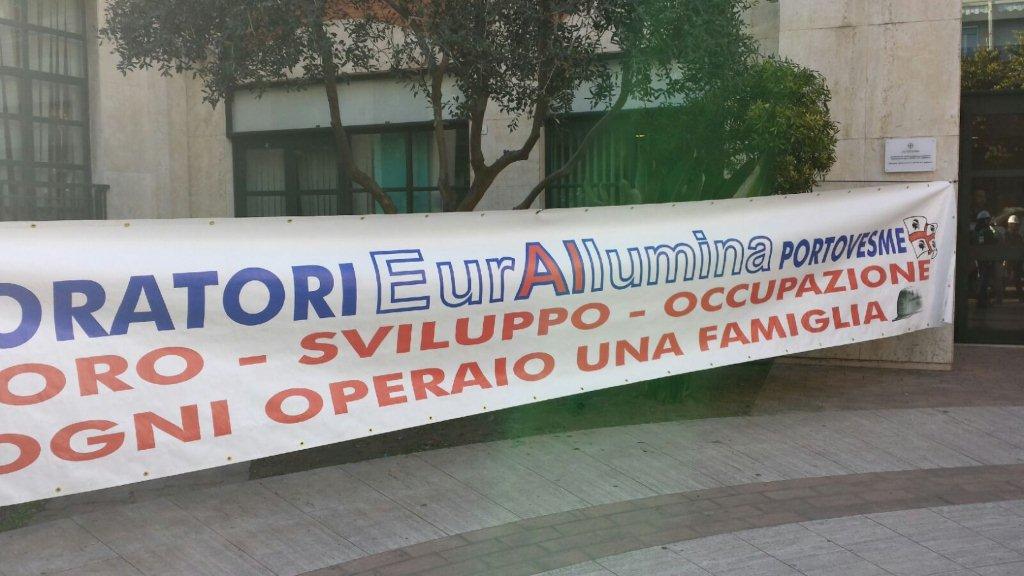 ORATORI EurAllumina PORTOVESME
ORO - SVILUPPO - OCCUPAZIONE
OGNI OPERAIO UNA FAMIGLIA